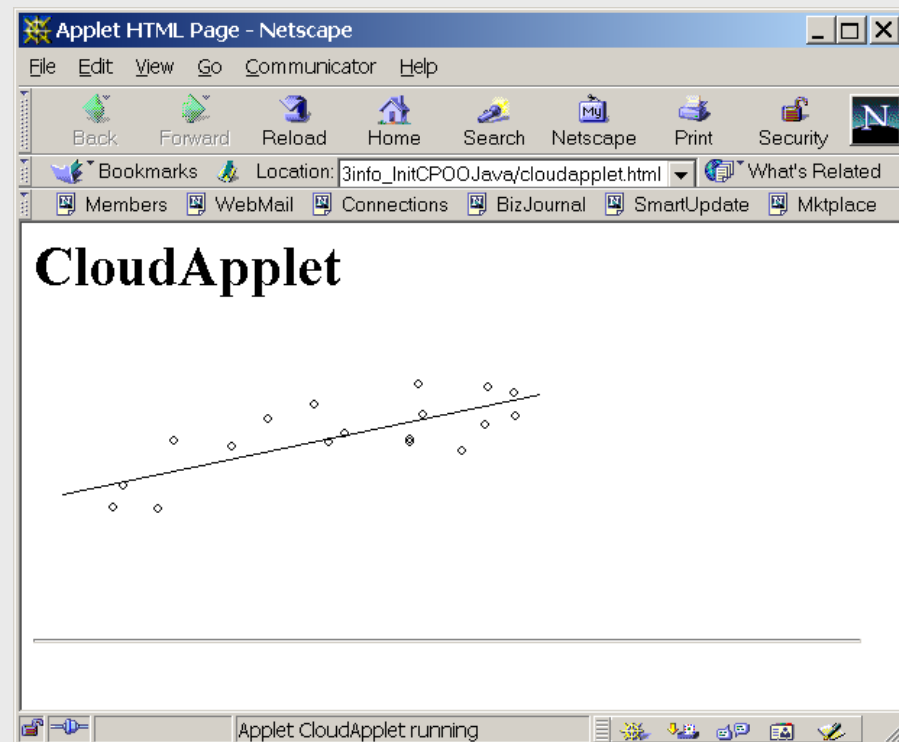 Applet HTML Page - Netscape
File Edit View Go Communicator Help
Back Forward Reload Home Search Netscape Print Security
My
N
Bookmarks Location: 3info_InitCPOOJava/cloudapplet.html What's Related
Members WebMail Connections BizJournal SmartUpdate Mktplace
CloudApplet
Applet CloudApplet running